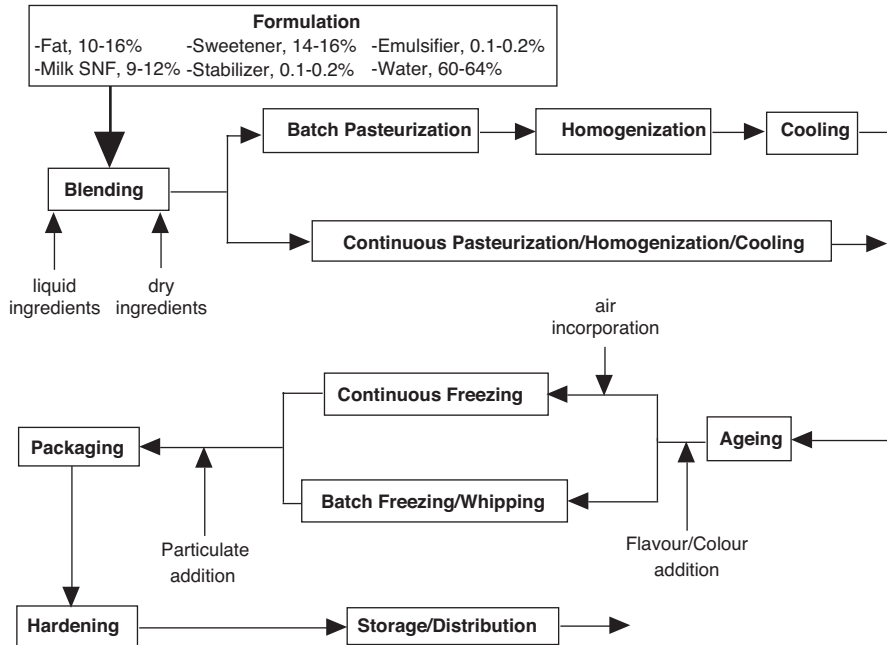 Formulation
-Fat, 10-16% -Sweetener, 14-16% -Emulsifier, 0.1-0.2%
-Milk SNF, 9-12% -Stabilizer, 0.1-0.2% -Water, 60-64%
Batch Pasteurization
Homogenization
Cooling
Blending
Continuous Pasteurization/Homogenization/Cooling
liquid
ingredients
dry
ingredients
air
incorporation
Continuous Freezing
Ageing
Packaging
Batch Freezing/Whipping
Particulate
addition
Flavour/Colour
addition
Hardening
Storage/Distribution